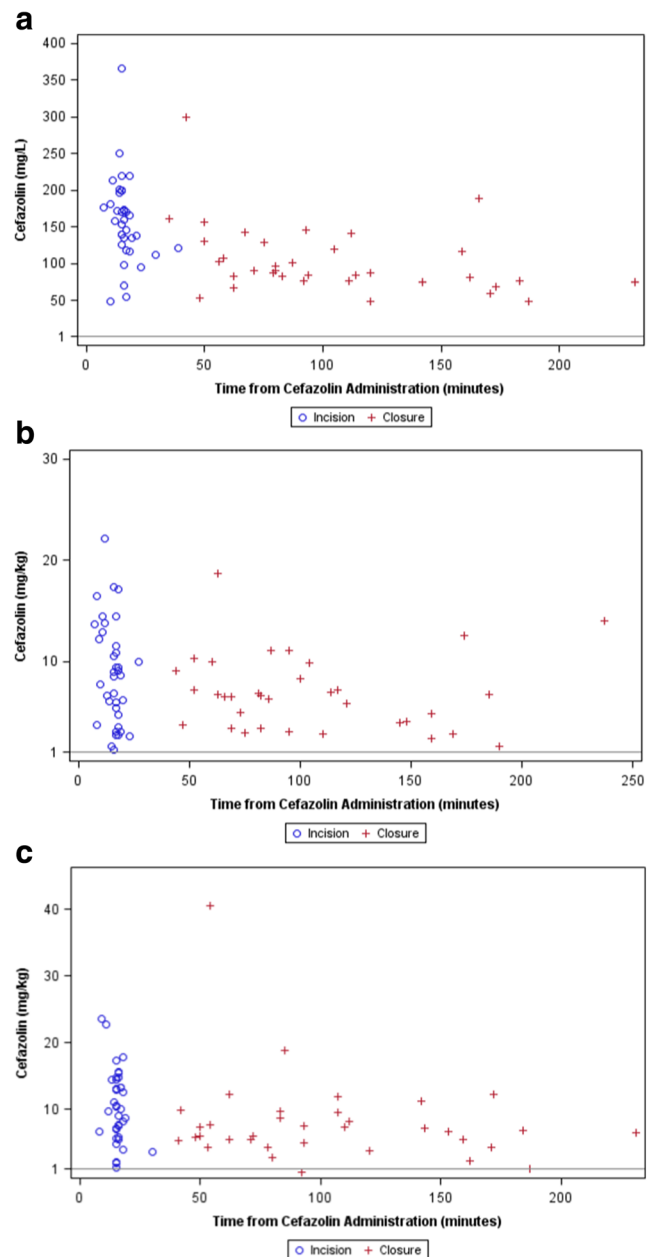 a
400
350
300
250
200
150
100
50
1
Cefazolin (mg/L)
0 50 100 150 200
Time from Cefazolin Administration (minutes)
Incision Closure
b
30
20
10
1
Cefazolin (mg/kg)
0 50 100 150 200 250
Time from Cefazolin Administration (minutes)
Incision Closure
c
40
30
20
10
1
Cefazolin (mg/kg)
0 50 100 150 200
Time from Cefazolin Administration (minutes)
Incision Closure